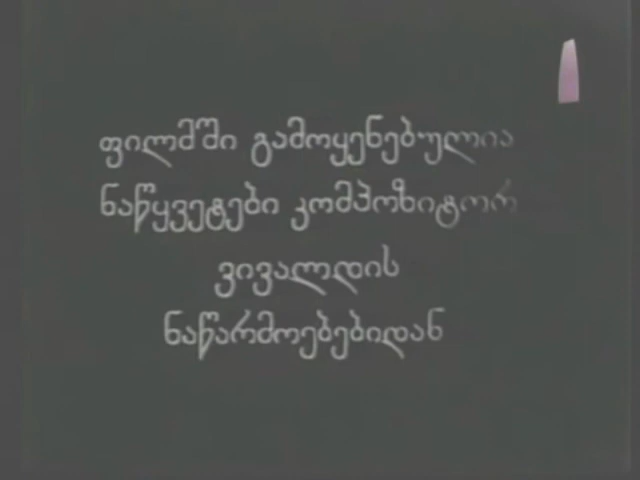 ფილმში გამოყენებულია
ნაწყვეტები კომპოზიტორ
ვივალდის
ნაწარმოებებიდან